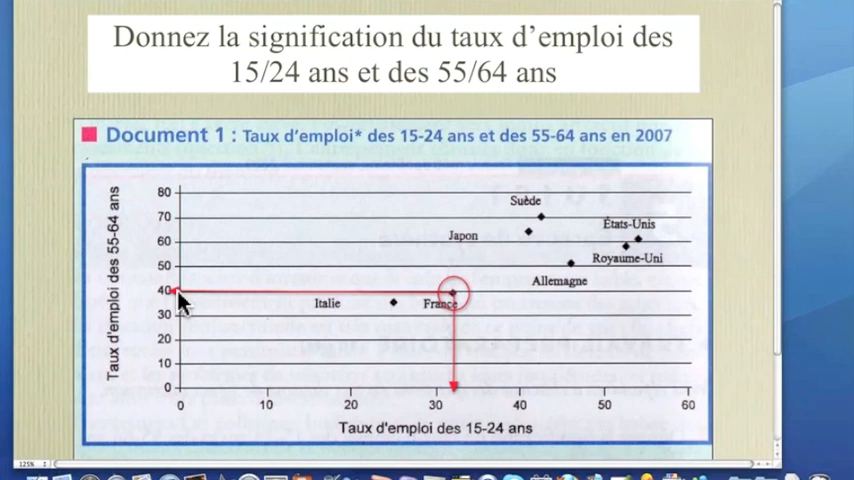 Donnez la signification du taux d'emploi des
15/24 ans et des 55/64 ans
Document 1 : Taux d'emploi* des 15-24 ans et des 55-64 ans en 2007
Taux d'emploi des 55-64 ans
80
70
60
50
40
30
20
10
0
Suède
Japon
États-Unis
Royaume-Uni
Allemagne
Italie
France
0 10 20 30 40 50 60
Taux d'emploi des 15-24 ans
125%